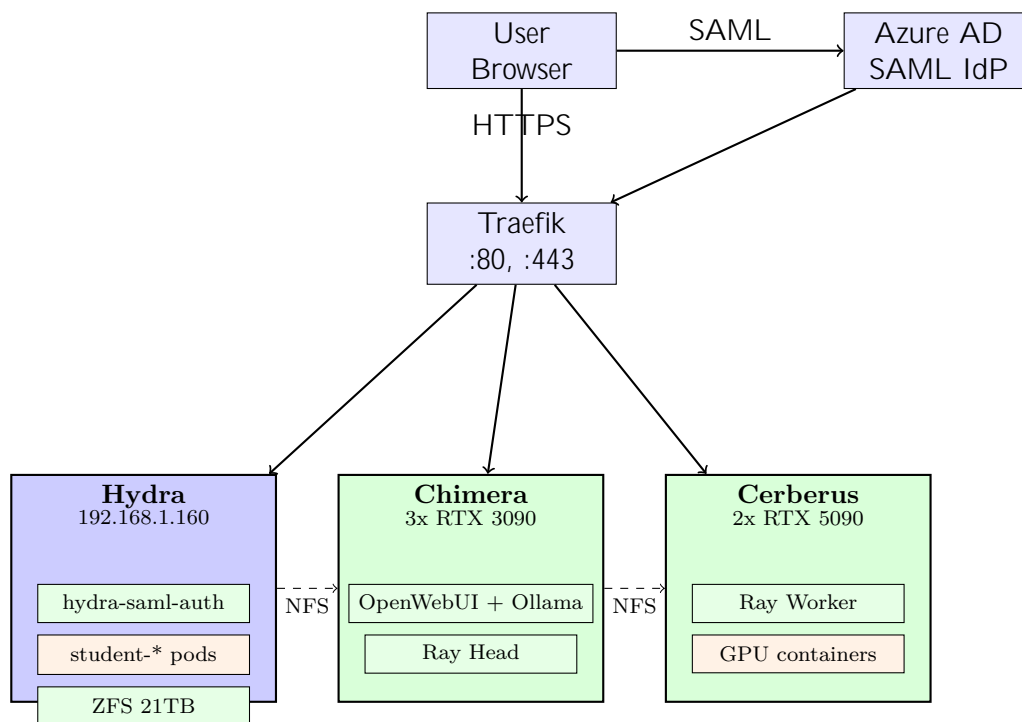 User
Browser
SAML
Azure AD
SAML IdP
HTTPS
Traefik
:80, :443
Hydra
192.168.1.160
hydra-saml-auth
student-* pods
ZFS 21TB
NFS
Chimera
3x RTX 3090
OpenWebUI + Ollama
Ray Head
NFS
Cerberus
2x RTX 5090
Ray Worker
GPU containers